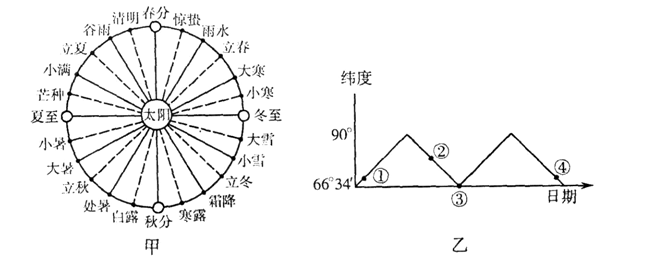 春分
清明
惊蛰
谷雨
雨水
立夏
立春
小满
大寒
芒种
小寒
夏至
太阳
冬至
小暑
大雪
大暑
小雪
立秋
立冬
处暑
霜降
白露
秋分
寒露
甲
纬度
90°
②
①
④
66°34′
③
日期
乙